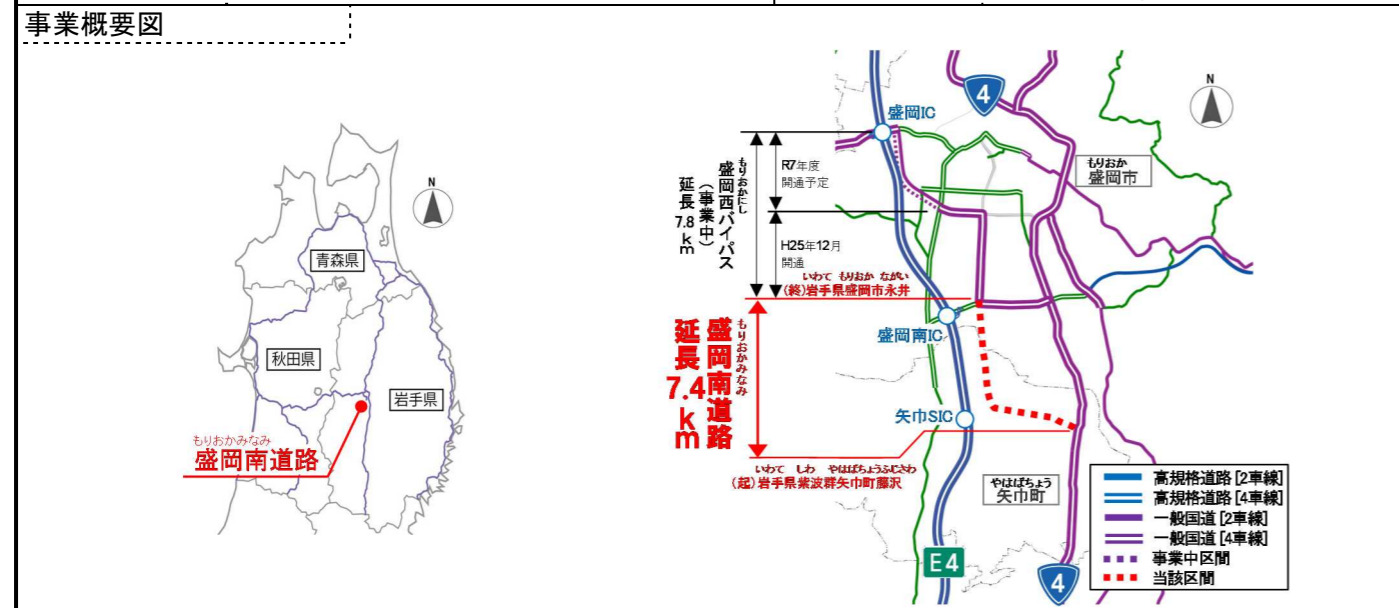 事業概要図
N
青森県
秋田県
岩手県
もりおかみなみ
盛岡南道路
N
4
盛岡IC
もりおか
盛岡市
もりおかにし
盛岡西バイパス
(事業中)
延長7.8km
R7年度
開通予定
H25年12月
開通
いわて もりおか ながい
(終)岩手県盛岡市永井
盛岡南IC
もりおかみなみ
盛岡南道路
延長7.4km
矢巾SIC
いわて しわ やはばちょうふじさわ
(起)岩手県紫波群矢巾町藤沢
やはばちょう
矢巾町
E4
4
高規格道路 [2車線]
高規格道路 [4車線]
一般国道 [2車線]
一般国道 [4車線]
事業中区間
当該区間